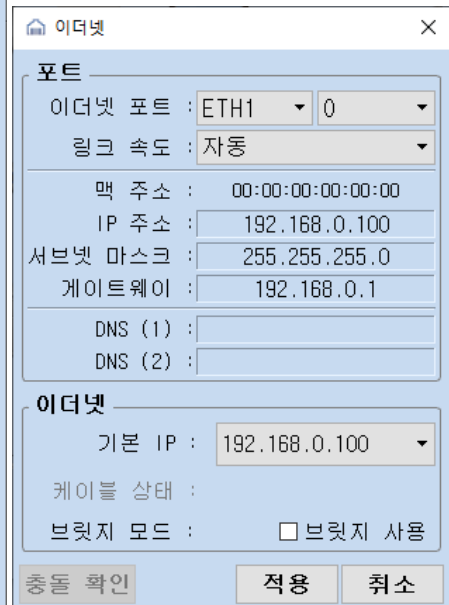 이더넷
포트
이더넷 포트 : ETH1 0
링크 속도 : 자동
맥 주소 : 00:00:00:00:00:00
IP 주소 : 192.168.0.100
서브넷 마스크 : 255.255.255.0
게이트웨이 : 192.168.0.1
DNS (1) :
DNS (2) :
이더넷
기본 IP : 192.168.0.100
케이블 상태 :
브릿지 모드 : 브릿지 사용
충돌 확인 적용 취소